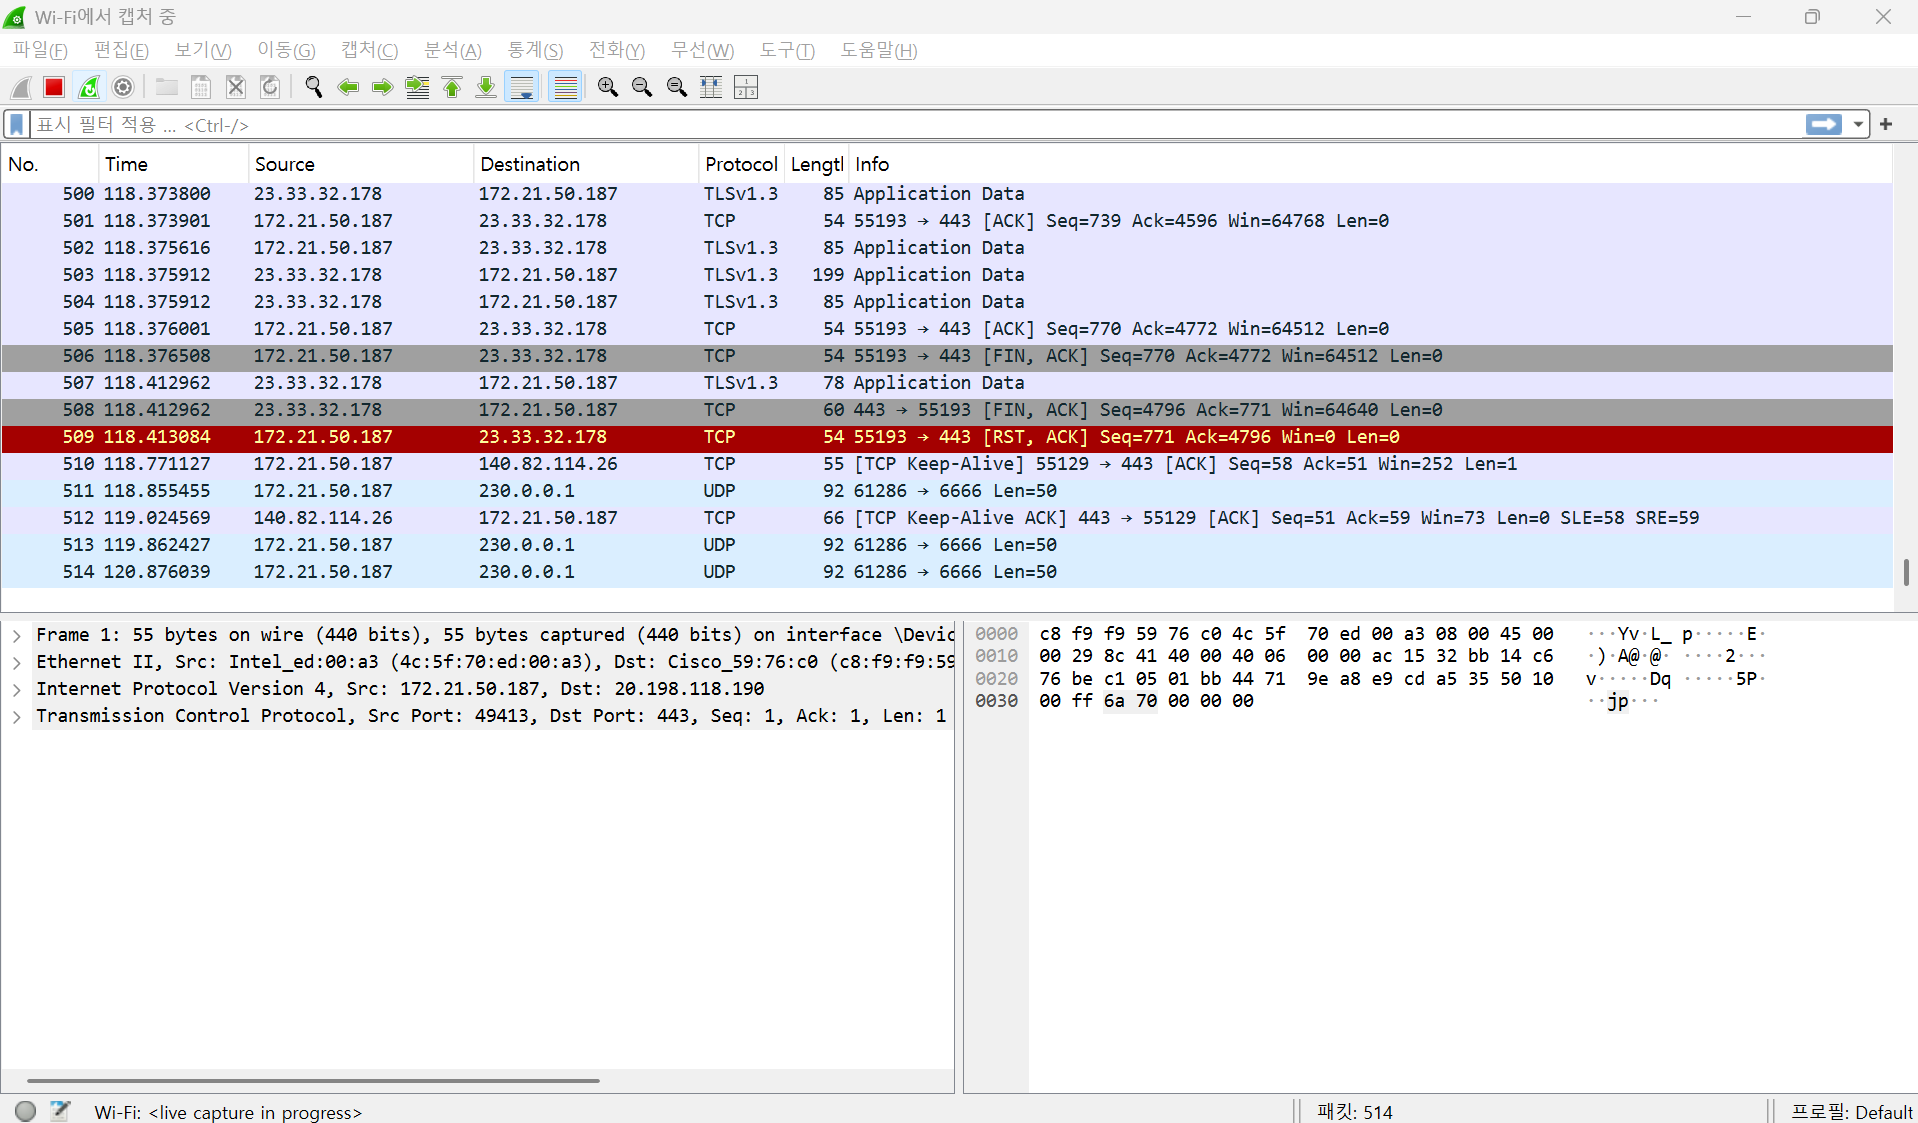 Wi-Fi에서 캡처 중
파일(F) 편집(E) 보기(V) 이동(G) 캡처(C) 분석(A) 통계(S) 전화(Y) 무선(W) 도구(T) 도움말(H)
표시 필터 적용 ... <Ctrl-/>
No. Time Source Destination Protocol Lengtl Info
500 118.373800 23.33.32.178 172.21.50.187 TLSv1.3 85 Application Data
501 118.373901 172.21.50.187 23.33.32.178 TCP 54 55193 → 443 [ACK] Seq=739 Ack=4596 Win=64768 Len=0
502 118.375616 172.21.50.187 23.33.32.178 TLSv1.3 85 Application Data
503 118.375912 23.33.32.178 172.21.50.187 TLSv1.3 199 Application Data
504 118.375912 23.33.32.178 172.21.50.187 TLSv1.3 85 Application Data
505 118.376001 172.21.50.187 23.33.32.178 TCP 54 55193 → 443 [ACK] Seq=770 Ack=4772 Win=64512 Len=0
506 118.376508 172.21.50.187 23.33.32.178 TCP 54 55193 → 443 [FIN, ACK] Seq=770 Ack=4772 Win=64512 Len=0
507 118.412962 23.33.32.178 172.21.50.187 TLSv1.3 78 Application Data
508 118.412962 23.33.32.178 172.21.50.187 TCP 60 443 → 55193 [FIN, ACK] Seq=4796 Ack=771 Win=64640 Len=0
509 118.413084 172.21.50.187 23.33.32.178 TCP 54 55193 → 443 [RST, ACK] Seq=771 Ack=4796 Win=0 Len=0
510 118.771127 172.21.50.187 140.82.114.26 TCP 55 [TCP Keep-Alive] 55129 → 443 [ACK] Seq=58 Ack=51 Win=252 Len=1
511 118.855455 172.21.50.187 230.0.0.1 UDP 92 61286 → 6666 Len=50
512 119.024569 140.82.114.26 172.21.50.187 TCP 66 [TCP Keep-Alive ACK] 443 → 55129 [ACK] Seq=51 Ack=59 Win=73 Len=0 SLE=58 SRE=59
513 119.862427 172.21.50.187 230.0.0.1 UDP 92 61286 → 6666 Len=50
514 120.876039 172.21.50.187 230.0.0.1 UDP 92 61286 → 6666 Len=50
Frame 1: 55 bytes on wire (440 bits), 55 bytes captured (440 bits) on interface \Devic
Ethernet II, Src: Intel_ed:00:a3 (4c:5f:70:ed:00:a3), Dst: Cisco_59:76:c0 (c8:f9:f9:59
Internet Protocol Version 4, Src: 172.21.50.187, Dst: 20.198.118.190
Transmission Control Protocol, Src Port: 49413, Dst Port: 443, Seq: 1, Ack: 1, Len: 1
0000 c8 f9 f9 59 76 c0 4c 5f 70 ed 00 a3 08 00 45 00 ···Yv·L_ p·····E·
0010 00 29 8c 41 40 00 40 06 00 00 ac 15 32 bb 14 c6 ·)·A@·@· ····2···
0020 76 be c1 05 01 bb 44 71 9e a8 e9 cd a5 35 50 10 v·····Dq ·····5P·
0030 00 ff 6a 70 00 00 00 ··jp···
Wi-Fi: <live capture in progress> 패킷: 514 프로필: Default